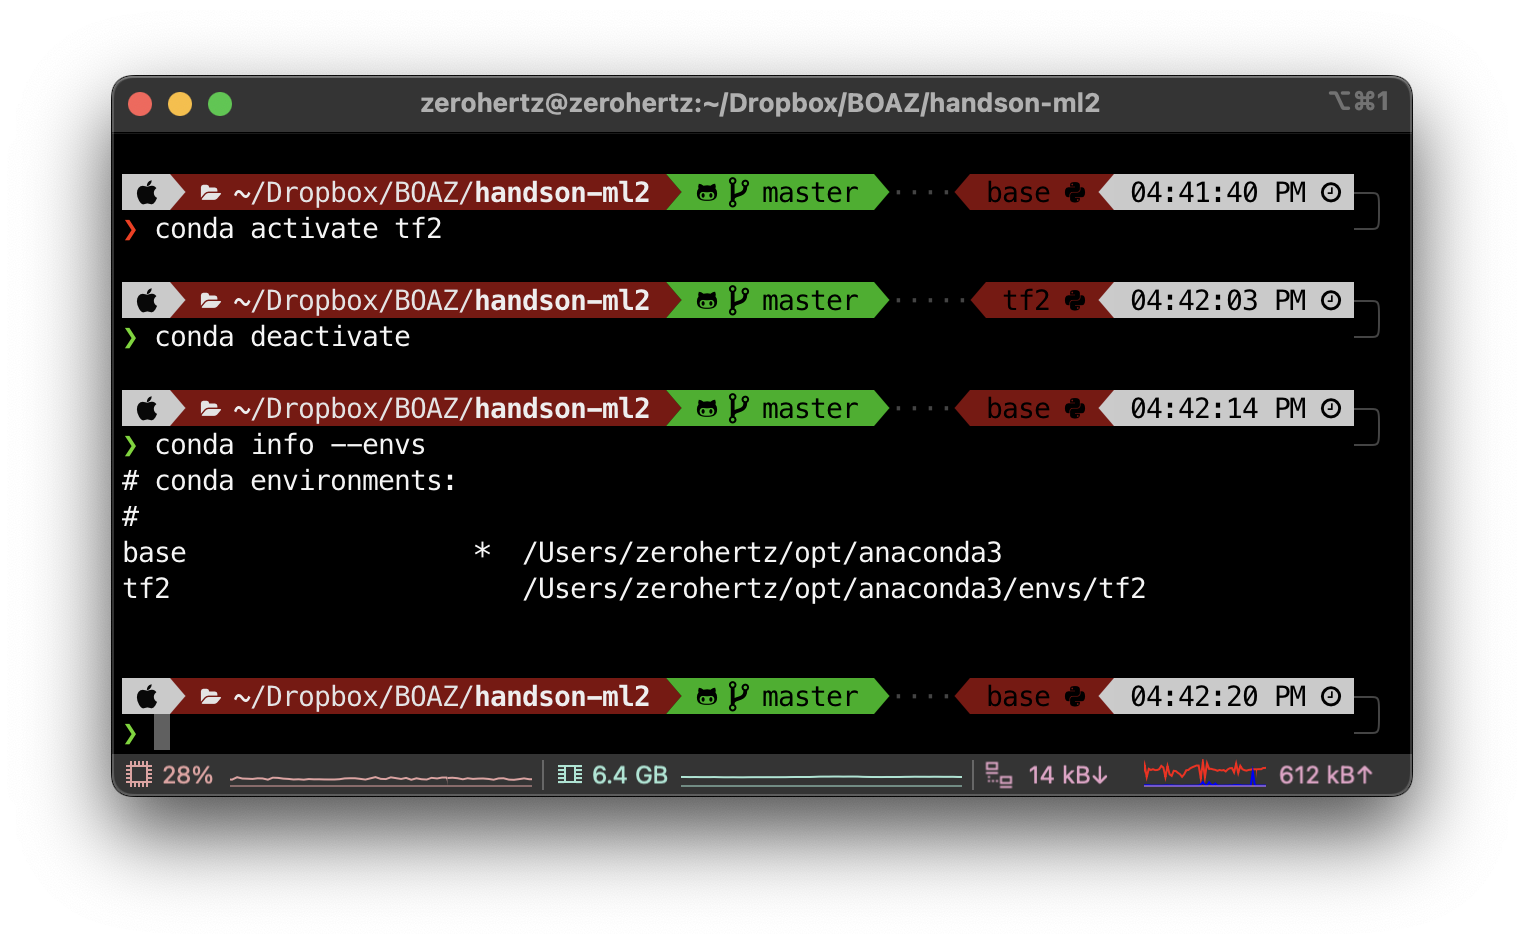 zerohertz@zerohertz:~/Dropbox/BOAZ/handson-ml2 ⌥⌘1
~/Dropbox/BOAZ/handson-ml2 master ···· base 04:41:40 PM
❯ conda activate tf2
~/Dropbox/BOAZ/handson-ml2 master ····· tf2 04:42:03 PM
❯ conda deactivate
~/Dropbox/BOAZ/handson-ml2 master ···· base 04:42:14 PM
❯ conda info --envs
# conda environments:
#
base * /Users/zerohertz/opt/anaconda3
tf2 /Users/zerohertz/opt/anaconda3/envs/tf2
~/Dropbox/BOAZ/handson-ml2 master ···· base 04:42:20 PM
❯
28% 6.4 GB 14 kB↓ 612 kB↑